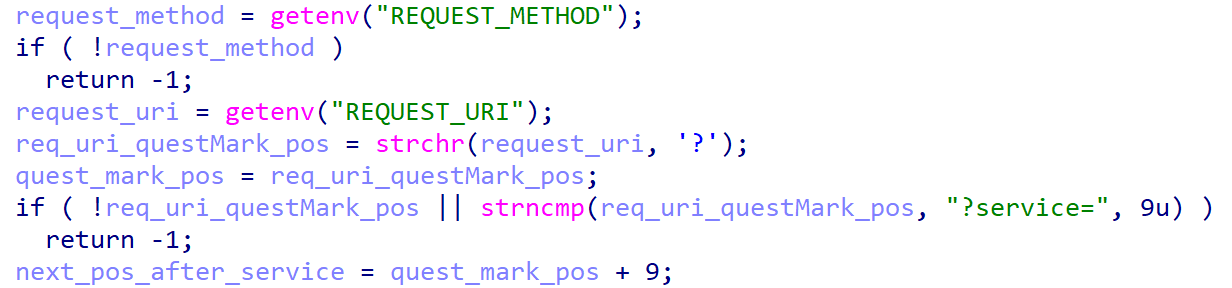 request_method = getenv("REQUEST_METHOD");
if ( !request_method )
  return -1;
request_uri = getenv("REQUEST_URI");
req_uri_questMark_pos = strchr(request_uri, '?');
quest_mark_pos = req_uri_questMark_pos;
if ( !req_uri_questMark_pos || strncmp(req_uri_questMark_pos, "?service=", 9u) )
  return -1;
next_pos_after_service = quest_mark_pos + 9;